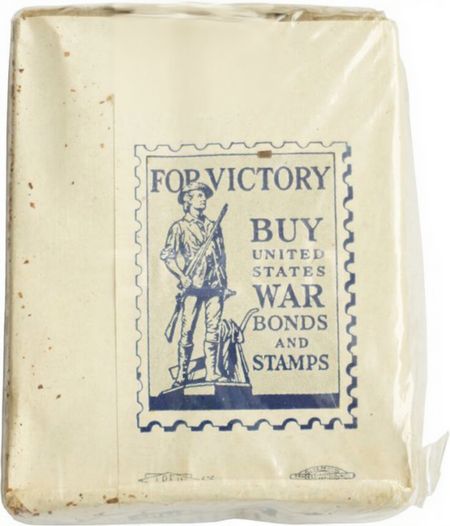 FOR VICTORY
BUY
UNITED
STATES
WAR
BONDS
AND
STAMPS